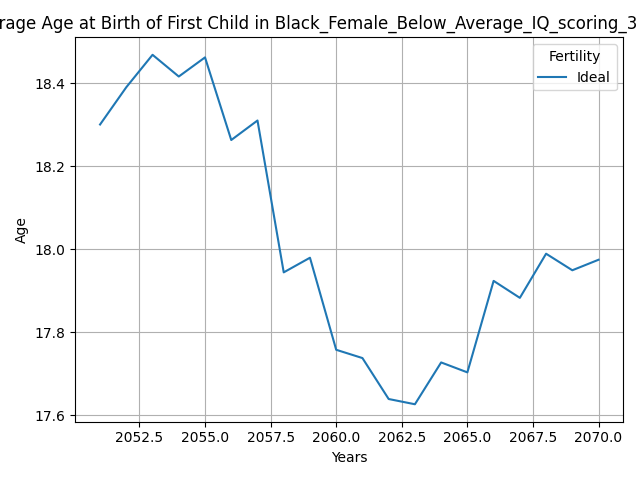 rage Age at Birth of First Child in Black_Female_Below_Average_IQ_scoring_3
Fertility
Ideal
Age
18.4
18.2
18.0
17.8
17.6
2052.5 2055.0 2057.5 2060.0 2062.5 2065.0 2067.5 2070.0
Years